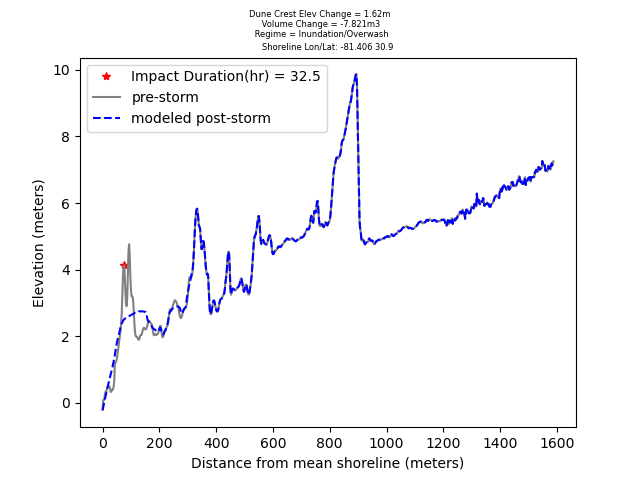 Dune Crest Elev Change = 1.62m
Volume Change = -7.821m3
Regime = Inundation/Overwash
Shoreline Lon/Lat: -81.406 30.9
Impact Duration(hr) = 32.5
pre-storm
modeled post-storm
Elevation (meters)
10
8
6
4
2
0
0 200 400 600 800 1000 1200 1400 1600
Distance from mean shoreline (meters)